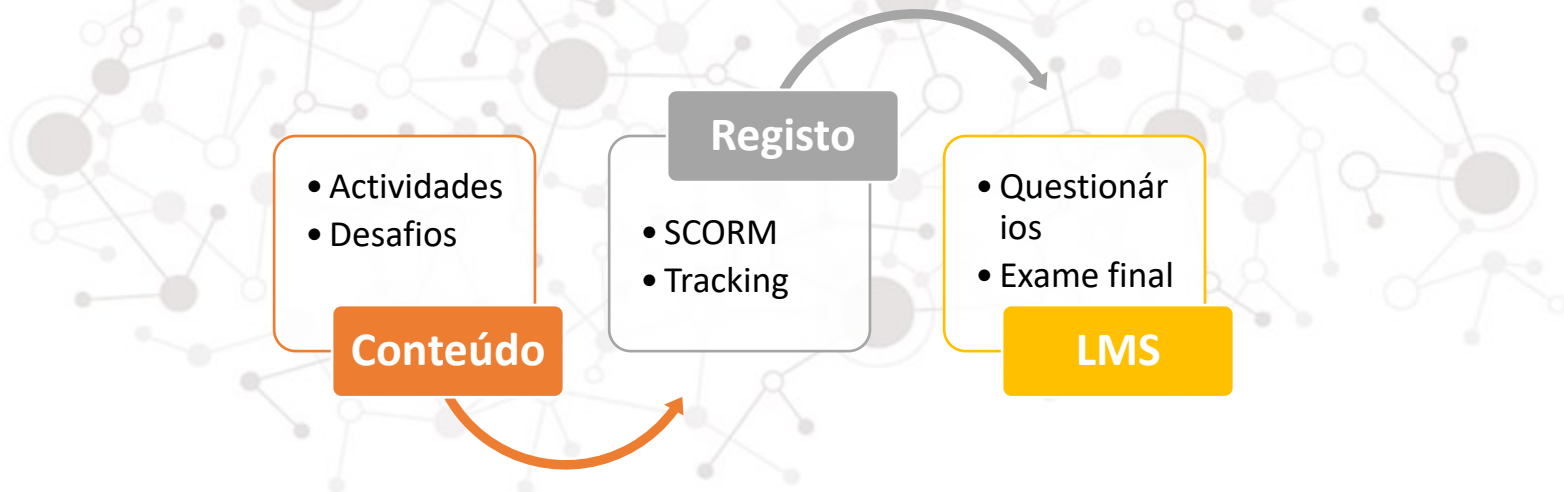 • Actividades
• Desafios
Conteúdo
Registo
• SCORM
• Tracking
• Questionár
ios
• Exame final
LMS